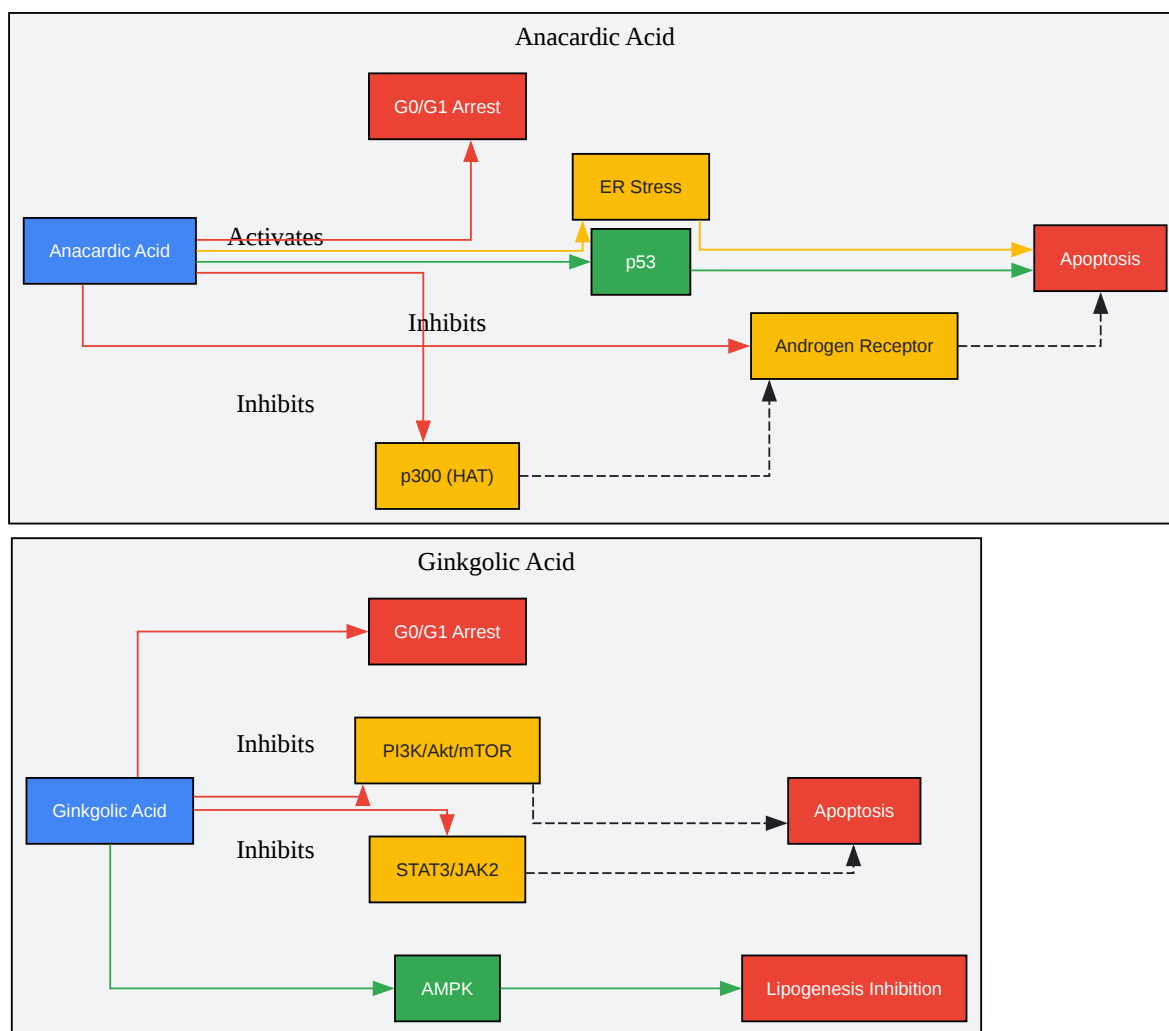 Anacardic Acid
G0/G1 Arrest
ER Stress
Activates
Anacardic Acid
p53
Apoptosis
Inhibits
Androgen Receptor
Inhibits
p300 (HAT)
Ginkgolic Acid
G0/G1 Arrest
Inhibits
PI3K/Akt/mTOR
Ginkgolic Acid
Apoptosis
Inhibits
STAT3/JAK2
AMPK
Lipogenesis Inhibition